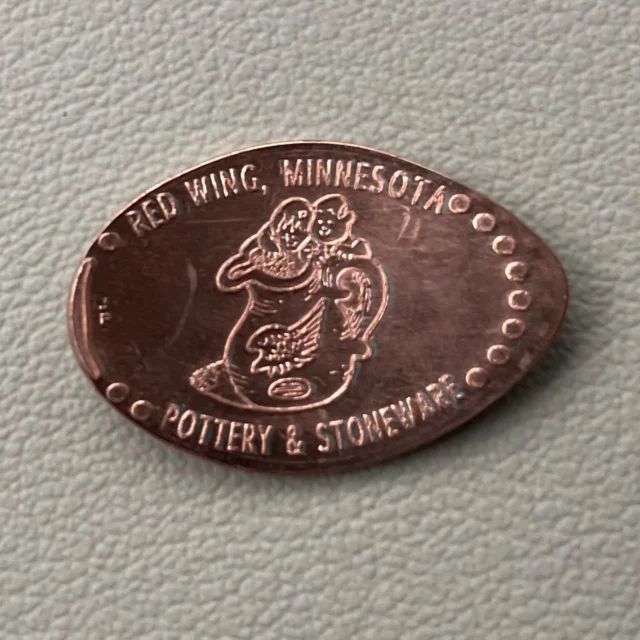 RED WING, MINNESOTA
POTTERY & STONEWARE